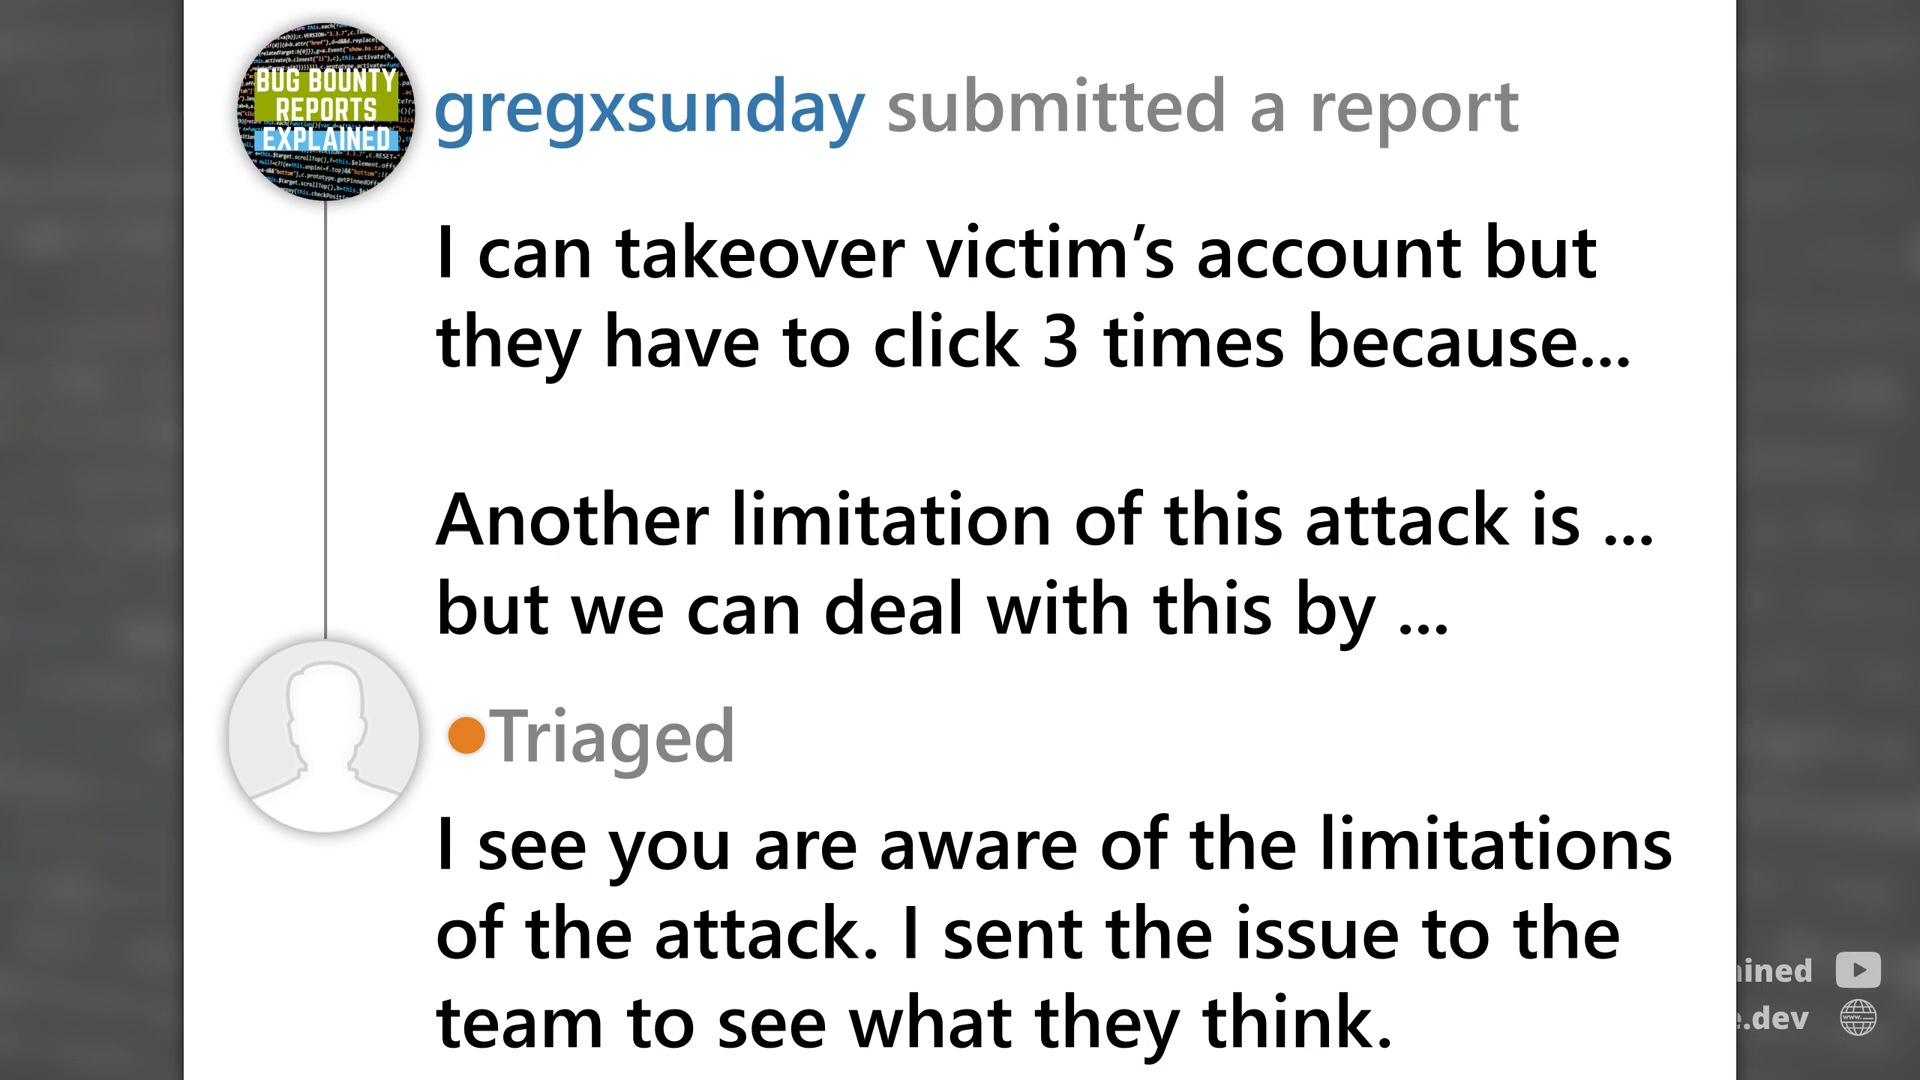 BUG BOUNTY
REPORTS
EXPLAINED
gregxsunday submitted a report
I can takeover victim’s account but
they have to click 3 times because...
Another limitation of this attack is ...
but we can deal with this by ...
Triaged
I see you are aware of the limitations
of the attack. I sent the issue to the
team to see what they think.
ained
e.dev